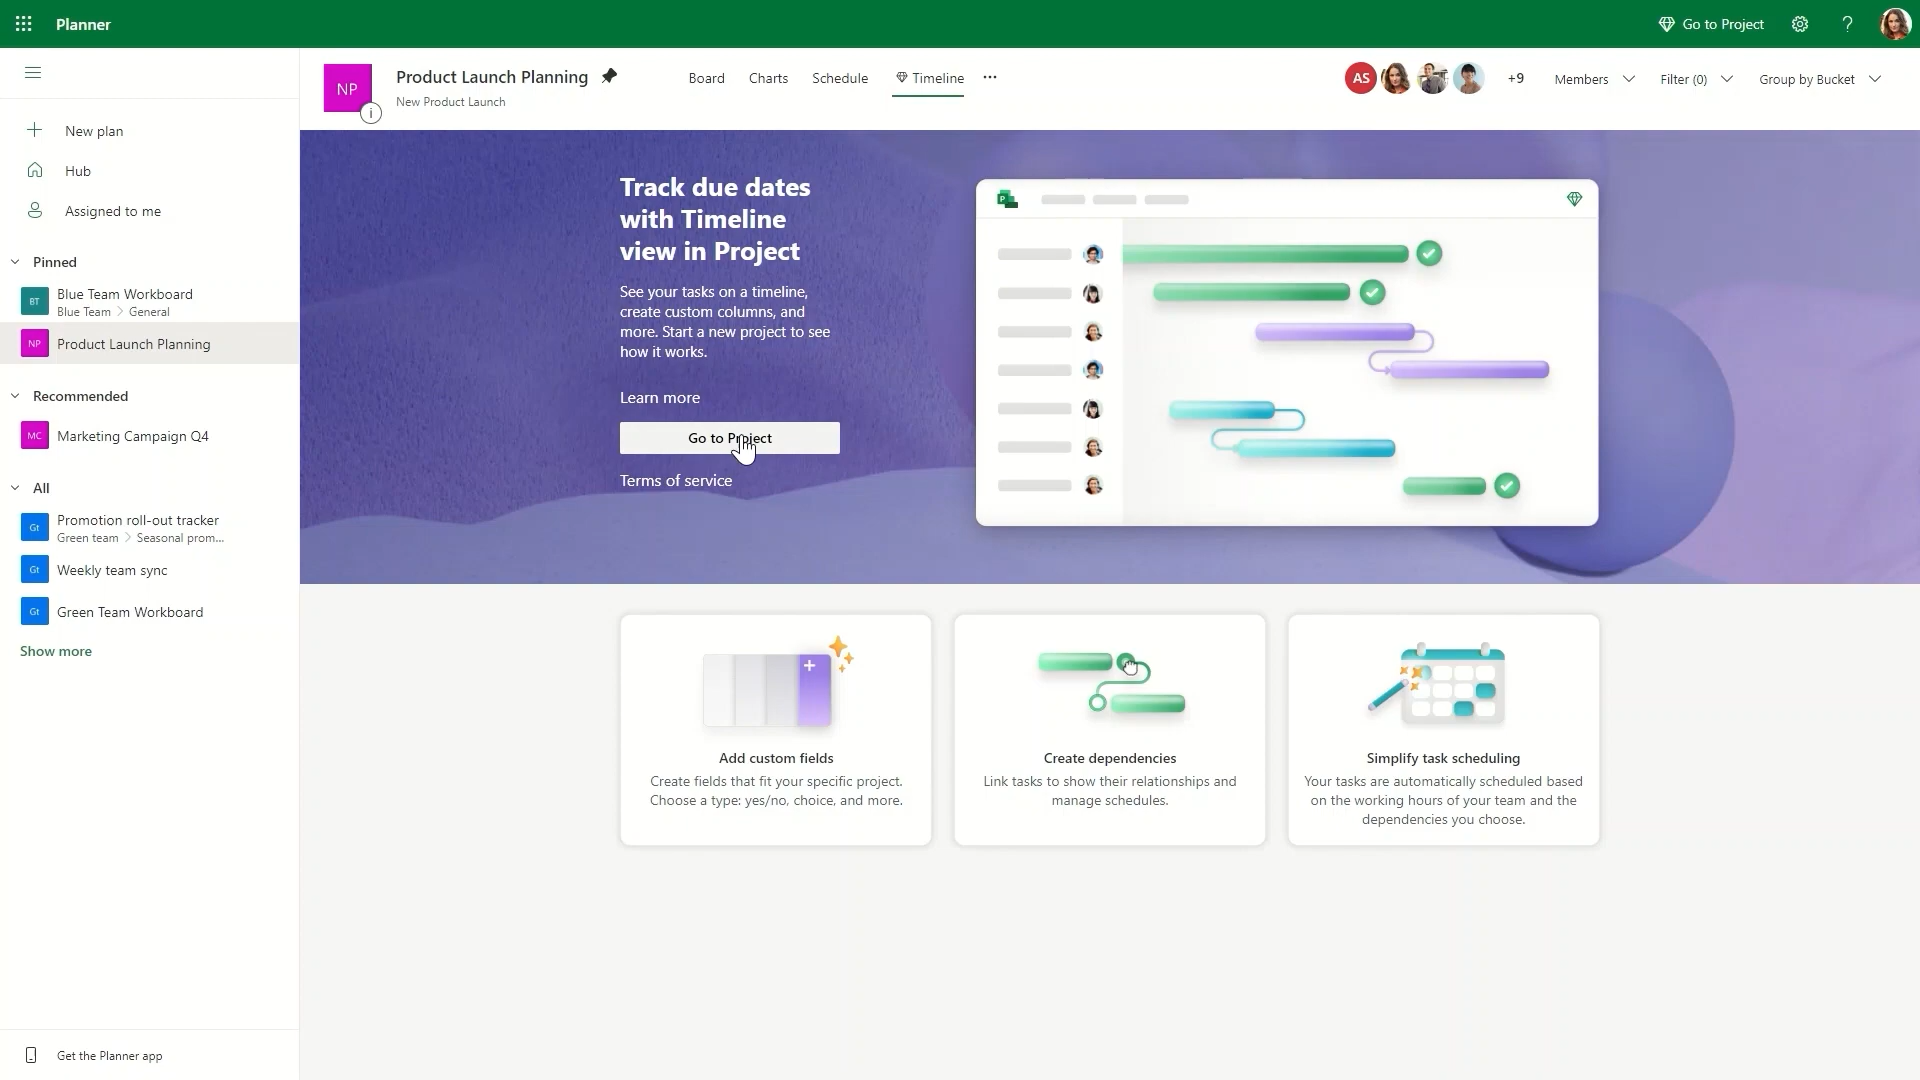 Planner
Go to Project
?
NP
Product Launch Planning
New Product Launch
Board
Charts
Schedule
Timeline
AS
+9
Members
Filter (0)
Group by Bucket
New plan
Hub
Assigned to me
Pinned
BT
Blue Team Workboard
Blue Team > General
NP
Product Launch Planning
Recommended
MC
Marketing Campaign Q4
All
Gt
Promotion roll-out tracker
Green team > Seasonal prom...
Gt
Weekly team sync
Gt
Green Team Workboard
Show more
Get the Planner app
Track due dates
with Timeline
view in Project
See your tasks on a timeline,
create custom columns, and
more. Start a new project to see
how it works.
Learn more
Go to Project
Terms of service
P
Add custom fields
Create fields that fit your specific project.
Choose a type: yes/no, choice, and more.
Create dependencies
Link tasks to show their relationships and
manage schedules.
Simplify task scheduling
Your tasks are automatically scheduled based
on the working hours of your team and the
dependencies you choose.